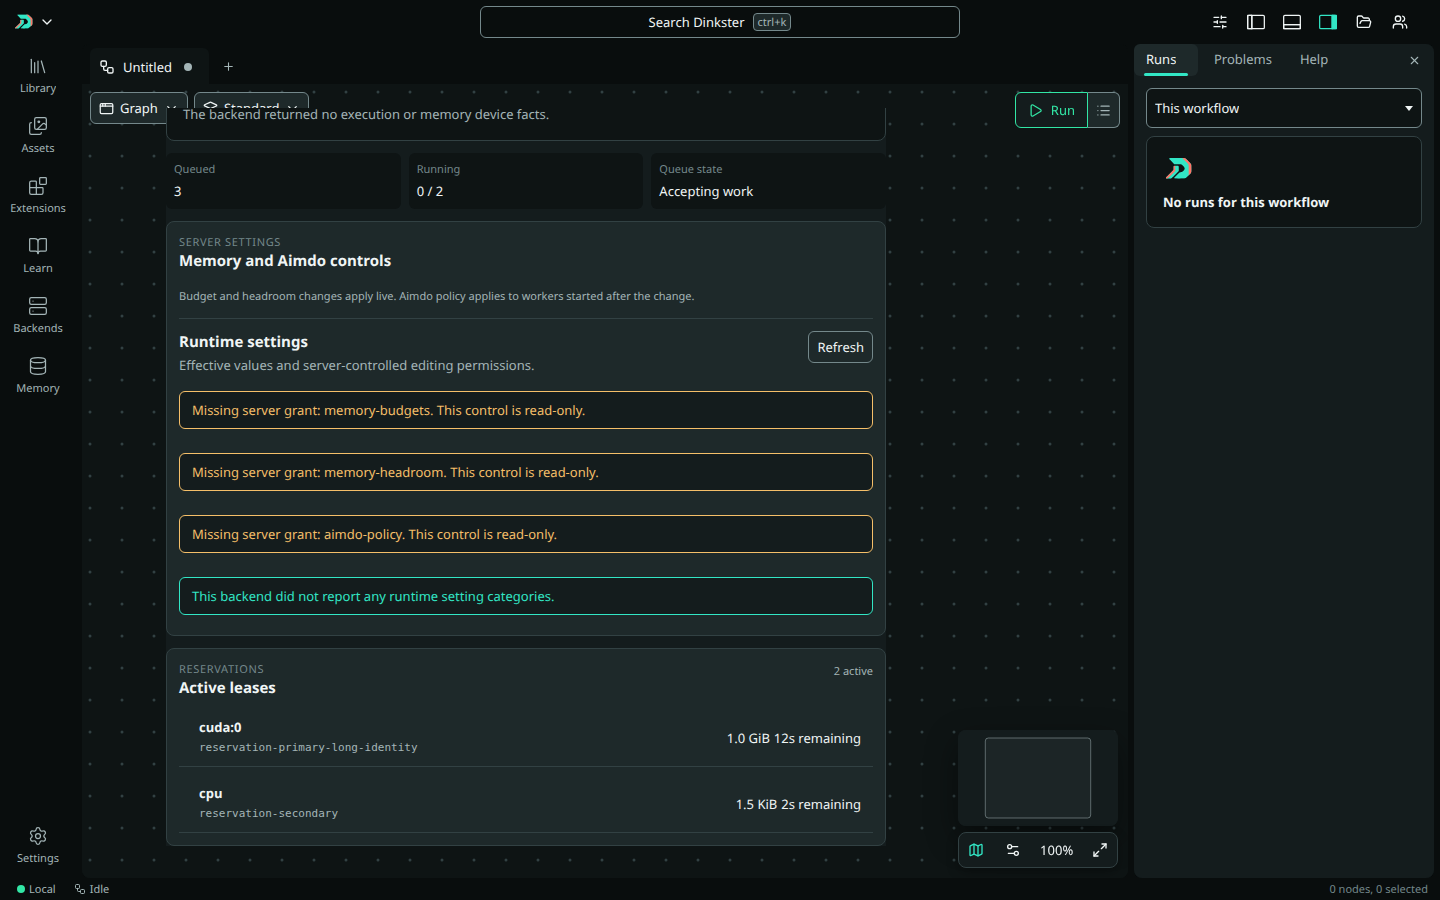 Search Dinkster ctrl+k
Library
Assets
Extensions
Learn
Backends
Memory
Settings
Untitled
Graph
Standard
Run
The backend returned no execution or memory device facts.
Queued
3
Running
0 / 2
Queue state
Accepting work
SERVER SETTINGS
Memory and Aimdo controls
Budget and headroom changes apply live. Aimdo policy applies to workers started after the change.
Runtime settings
Refresh
Effective values and server-controlled editing permissions.
Missing server grant: memory-budgets. This control is read-only.
Missing server grant: memory-headroom. This control is read-only.
Missing server grant: aimdo-policy. This control is read-only.
This backend did not report any runtime setting categories.
RESERVATIONS
2 active
Active leases
cuda:0
reservation-primary-long-identity
1.0 GiB 12s remaining
cpu
reservation-secondary
1.5 KiB 2s remaining
100%
Runs
Problems
Help
This workflow
No runs for this workflow
Local
Idle
0 nodes, 0 selected